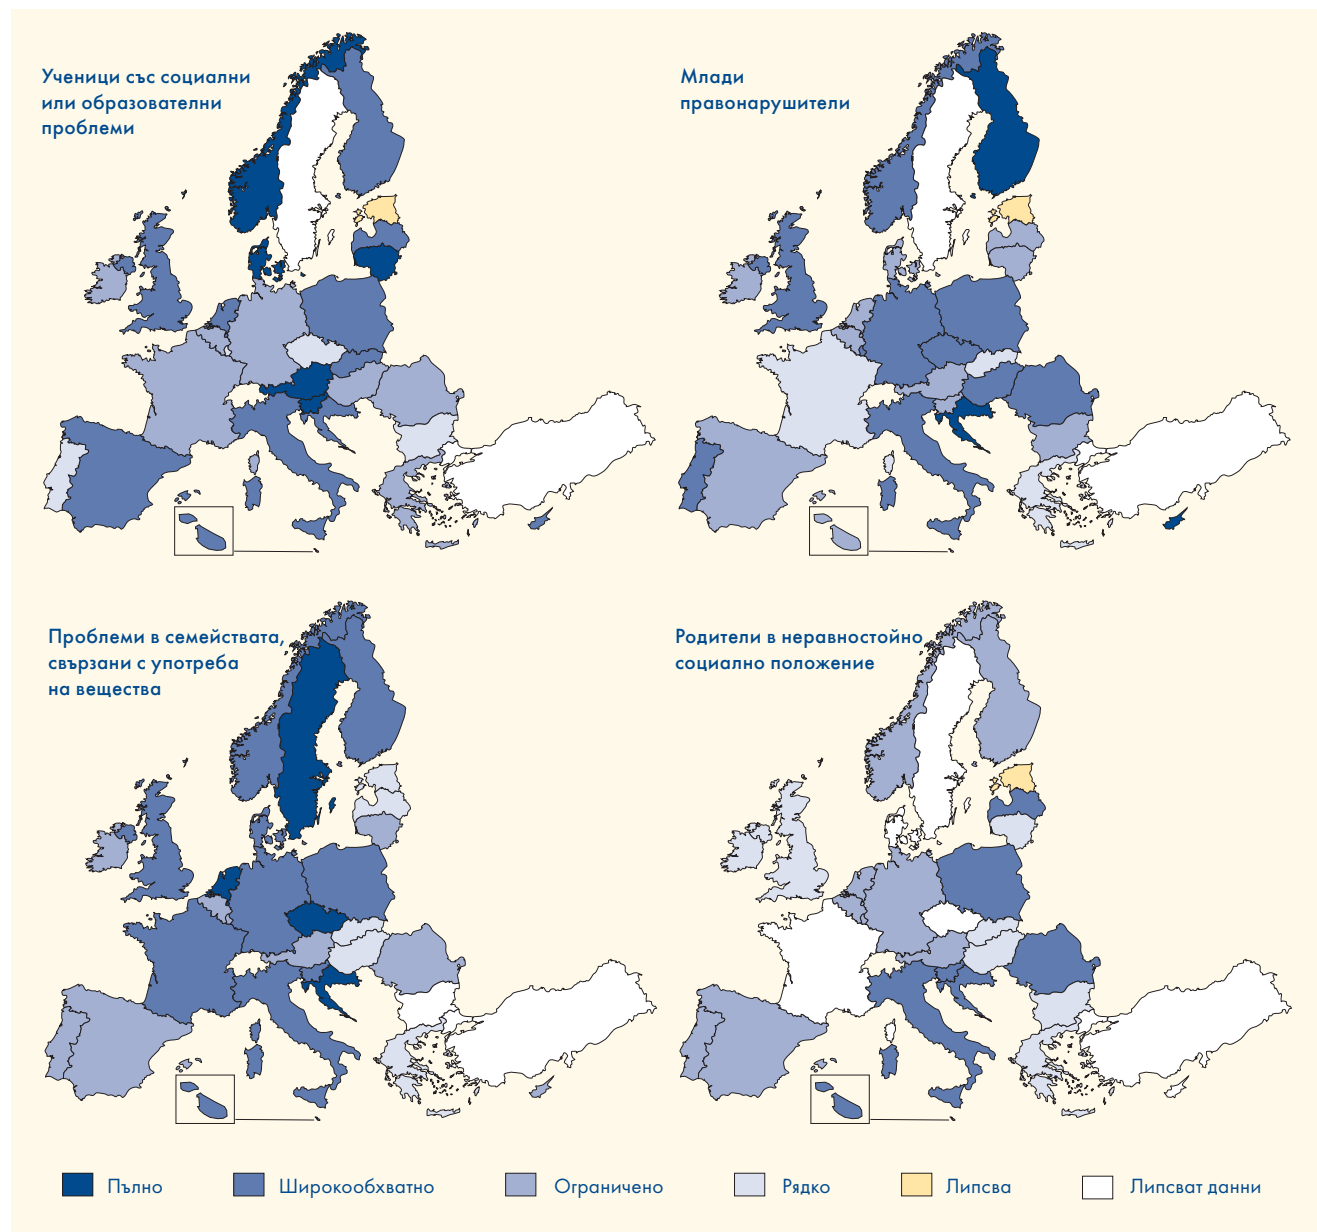 Ученици със социални
или образователни
проблеми
Млади
правонарушители
Проблеми в семействата,
свързани с употреба
на вещества
Родители в неравностойно
социално положение
Пълно
Широкообхватно
Ограничено
Рядко
Липсва
Липсват данни